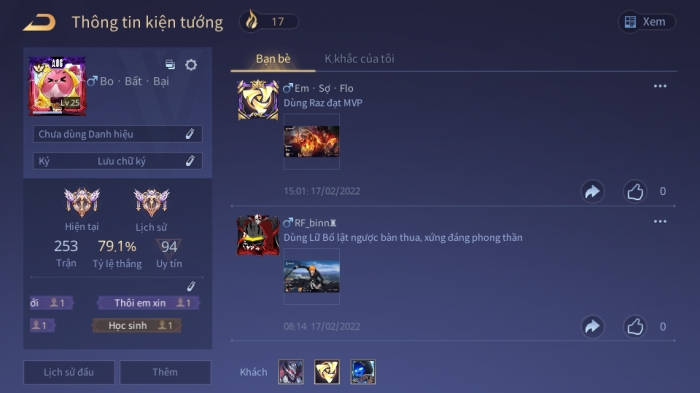 Thông tin kiện tướng
17
Xem
AOG
Lv.25
Bo · Bất · Bại
Chưa dùng Danh hiệu
Ký Lưu chữ ký
Hiện tại Lịch sử
253 79.1% 94
Trận Tỷ lệ thắng Uy tín
ới 1 Thôi em xin 1
1 Học sinh 1
Lịch sử đấu Thêm
Bạn bè K.khắc của tôi
Em · Sợ · Flo
Dùng Raz đạt MVP
15:01: 17/02/2022 0
RF_binn♜
Dùng Lữ Bố lật ngược bàn thua, xứng đáng phong thần
08:14: 17/02/2022 0
Khách